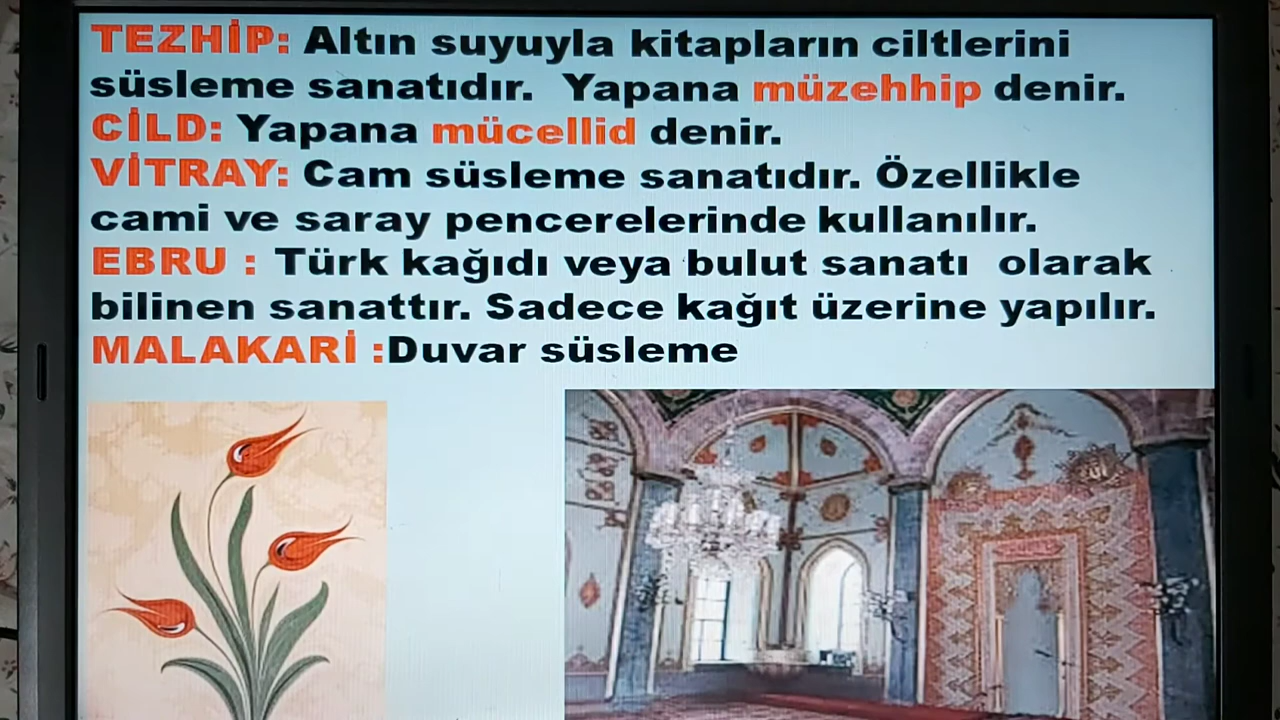 TEZHİP: Altın suyuyla kitapların ciltlerini
süsleme sanatıdır. Yapana müzehhip denir.
CİLD: Yapana mücellid denir.
VİTRAY: Cam süsleme sanatıdır. Özellikle
cami ve saray pencerelerinde kullanılır.
EBRU : Türk kağıdı veya bulut sanatı olarak
bilinen sanattır. Sadece kağıt üzerine yapılır.
MALAKARİ :Duvar süsleme